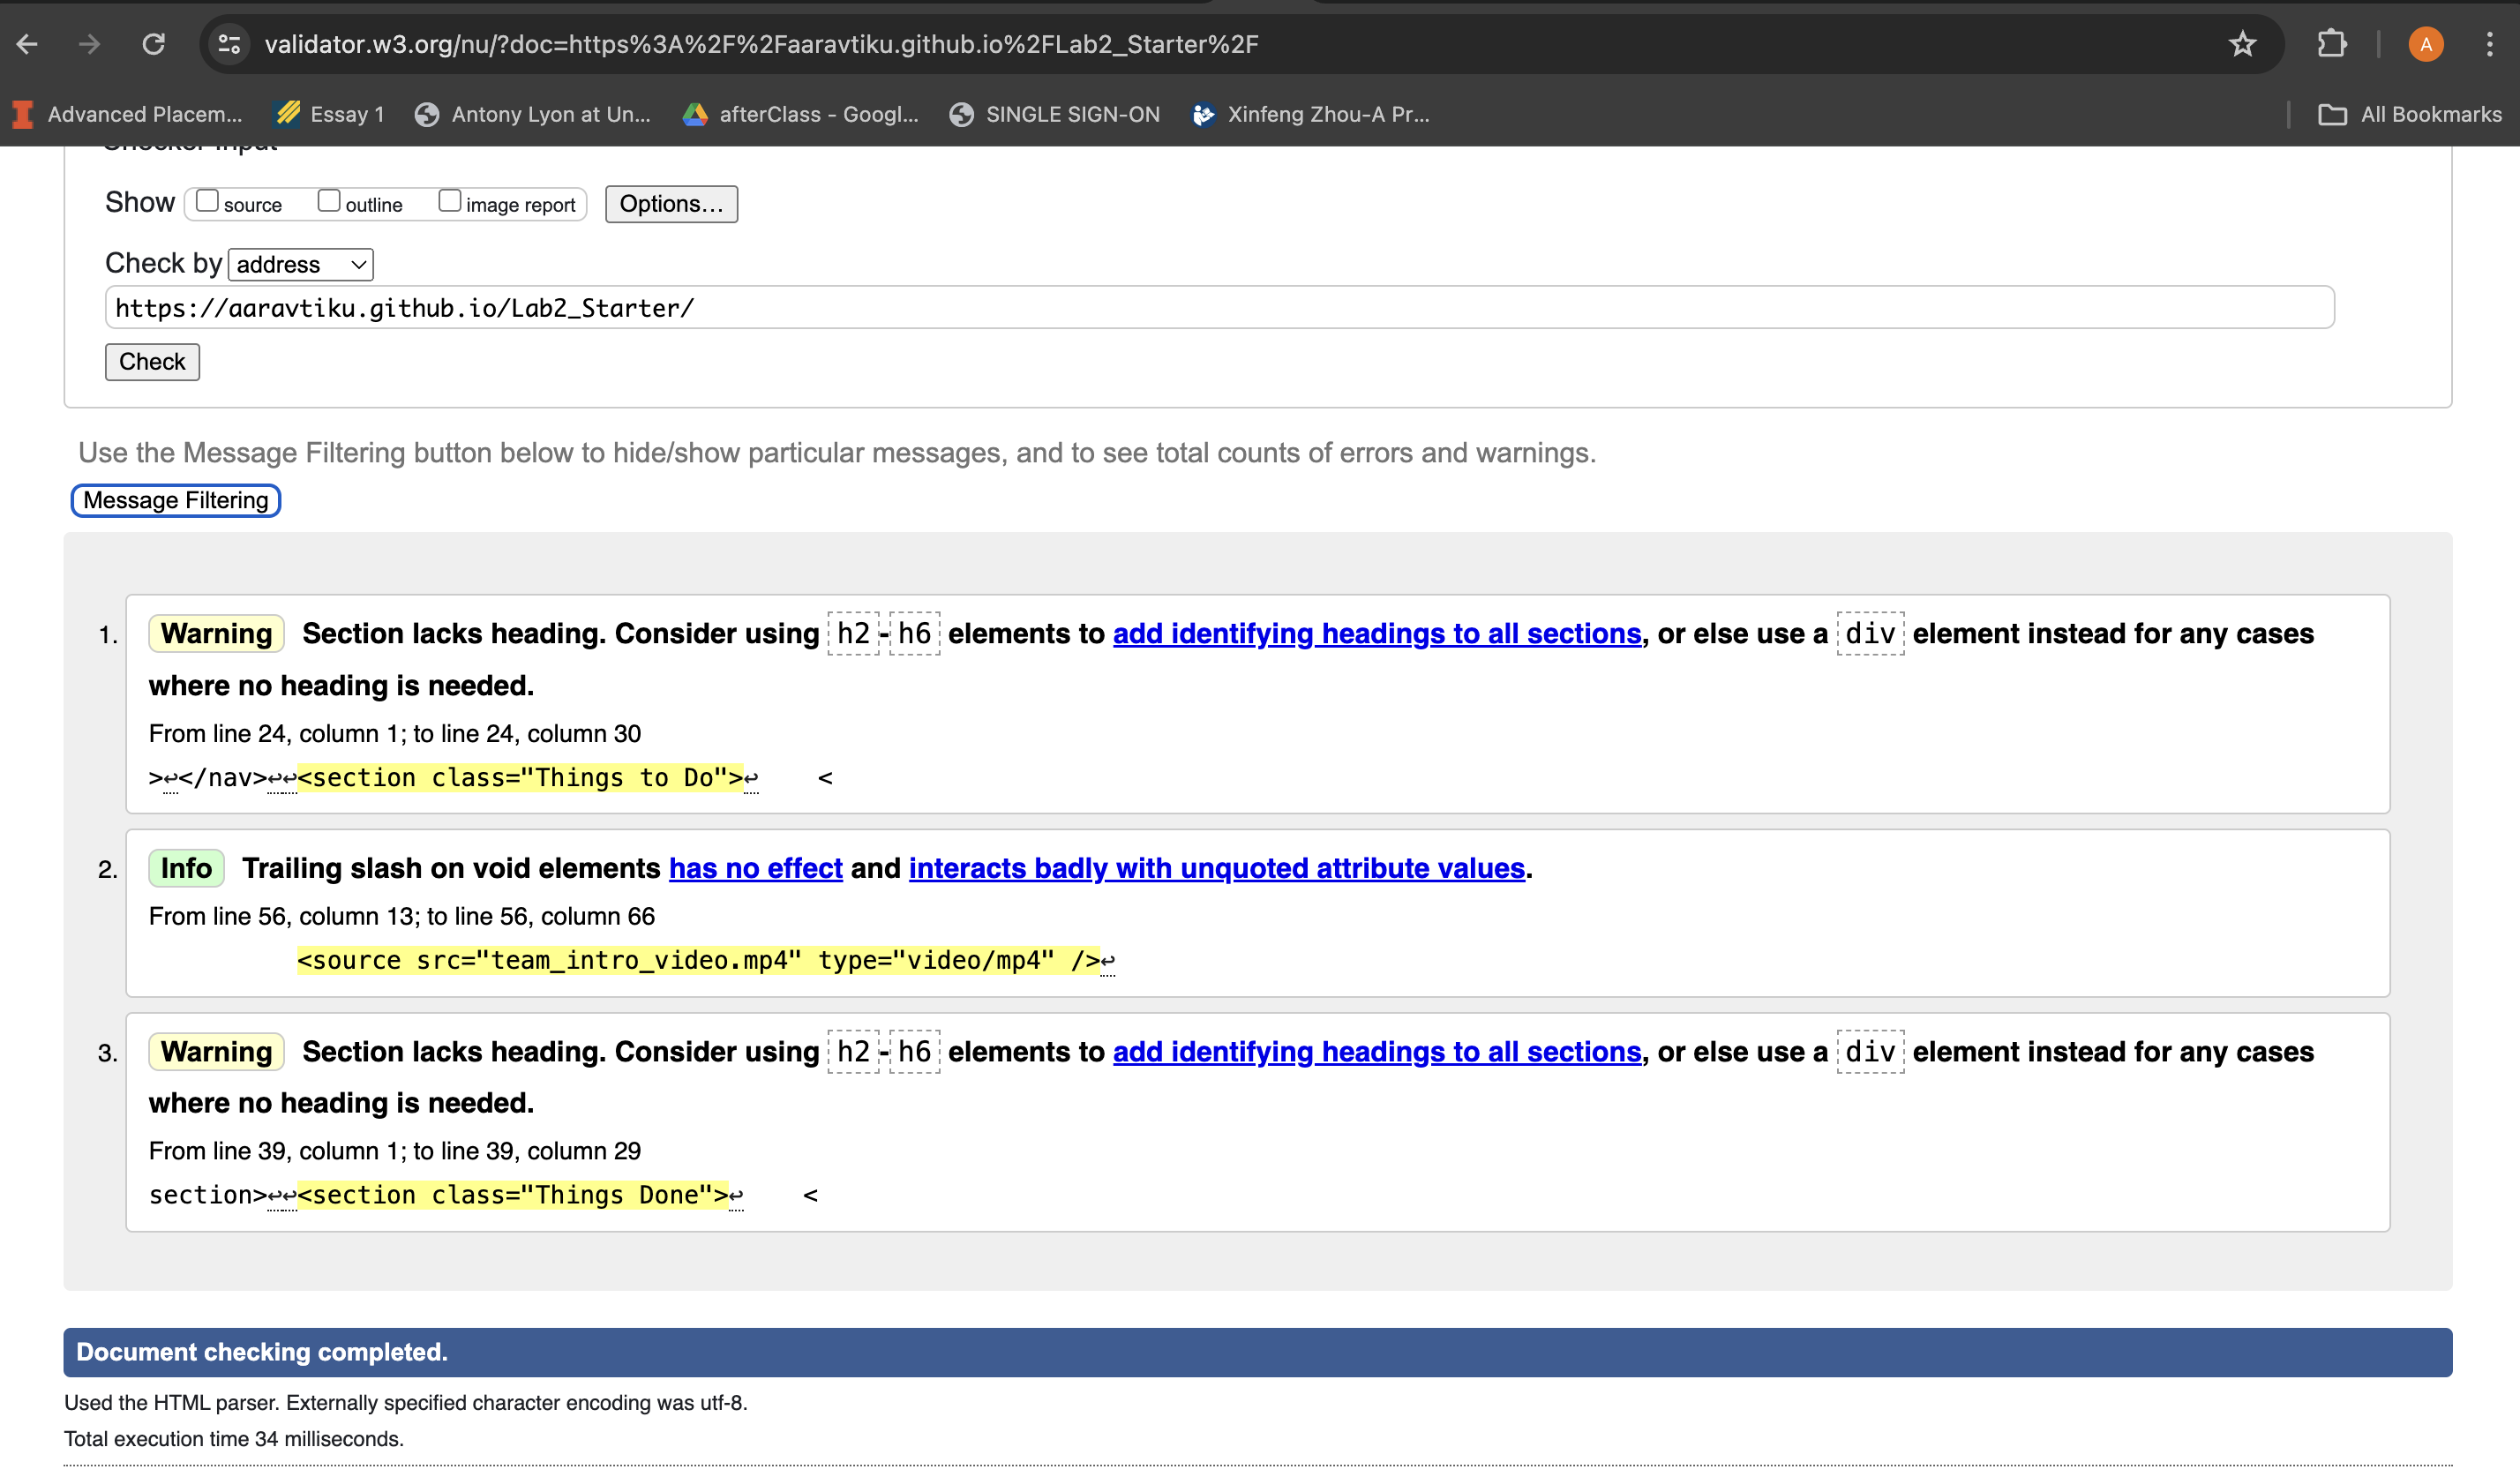 validator.w3.org/nu/?doc=https%3A%2F%2Faaravtiku.github.io%2FLab2_Starter%2F
A
Advanced Placem...
Essay 1
Antony Lyon at Un...
afterClass - Googl...
SINGLE SIGN-ON
Xinfeng Zhou-A Pr...
All Bookmarks
Checker Input
Show source outline image report Options...
Check by address
https://aaravtiku.github.io/Lab2_Starter/
Check
Use the Message Filtering button below to hide/show particular messages, and to see total counts of errors and warnings.
Message Filtering
1. Warning Section lacks heading. Consider using h2-h6 elements to add identifying headings to all sections, or else use a div element instead for any cases
where no heading is needed.
From line 24, column 1; to line 24, column 30
>↩</nav>↩↩<section class="Things to Do">↩    <
2. Info Trailing slash on void elements has no effect and interacts badly with unquoted attribute values.
From line 56, column 13; to line 56, column 66
<source src="team_intro_video.mp4" type="video/mp4" />↩
3. Warning Section lacks heading. Consider using h2-h6 elements to add identifying headings to all sections, or else use a div element instead for any cases
where no heading is needed.
From line 39, column 1; to line 39, column 29
section>↩↩<section class="Things Done">↩    <
Document checking completed.
Used the HTML parser. Externally specified character encoding was utf-8.
Total execution time 34 milliseconds.